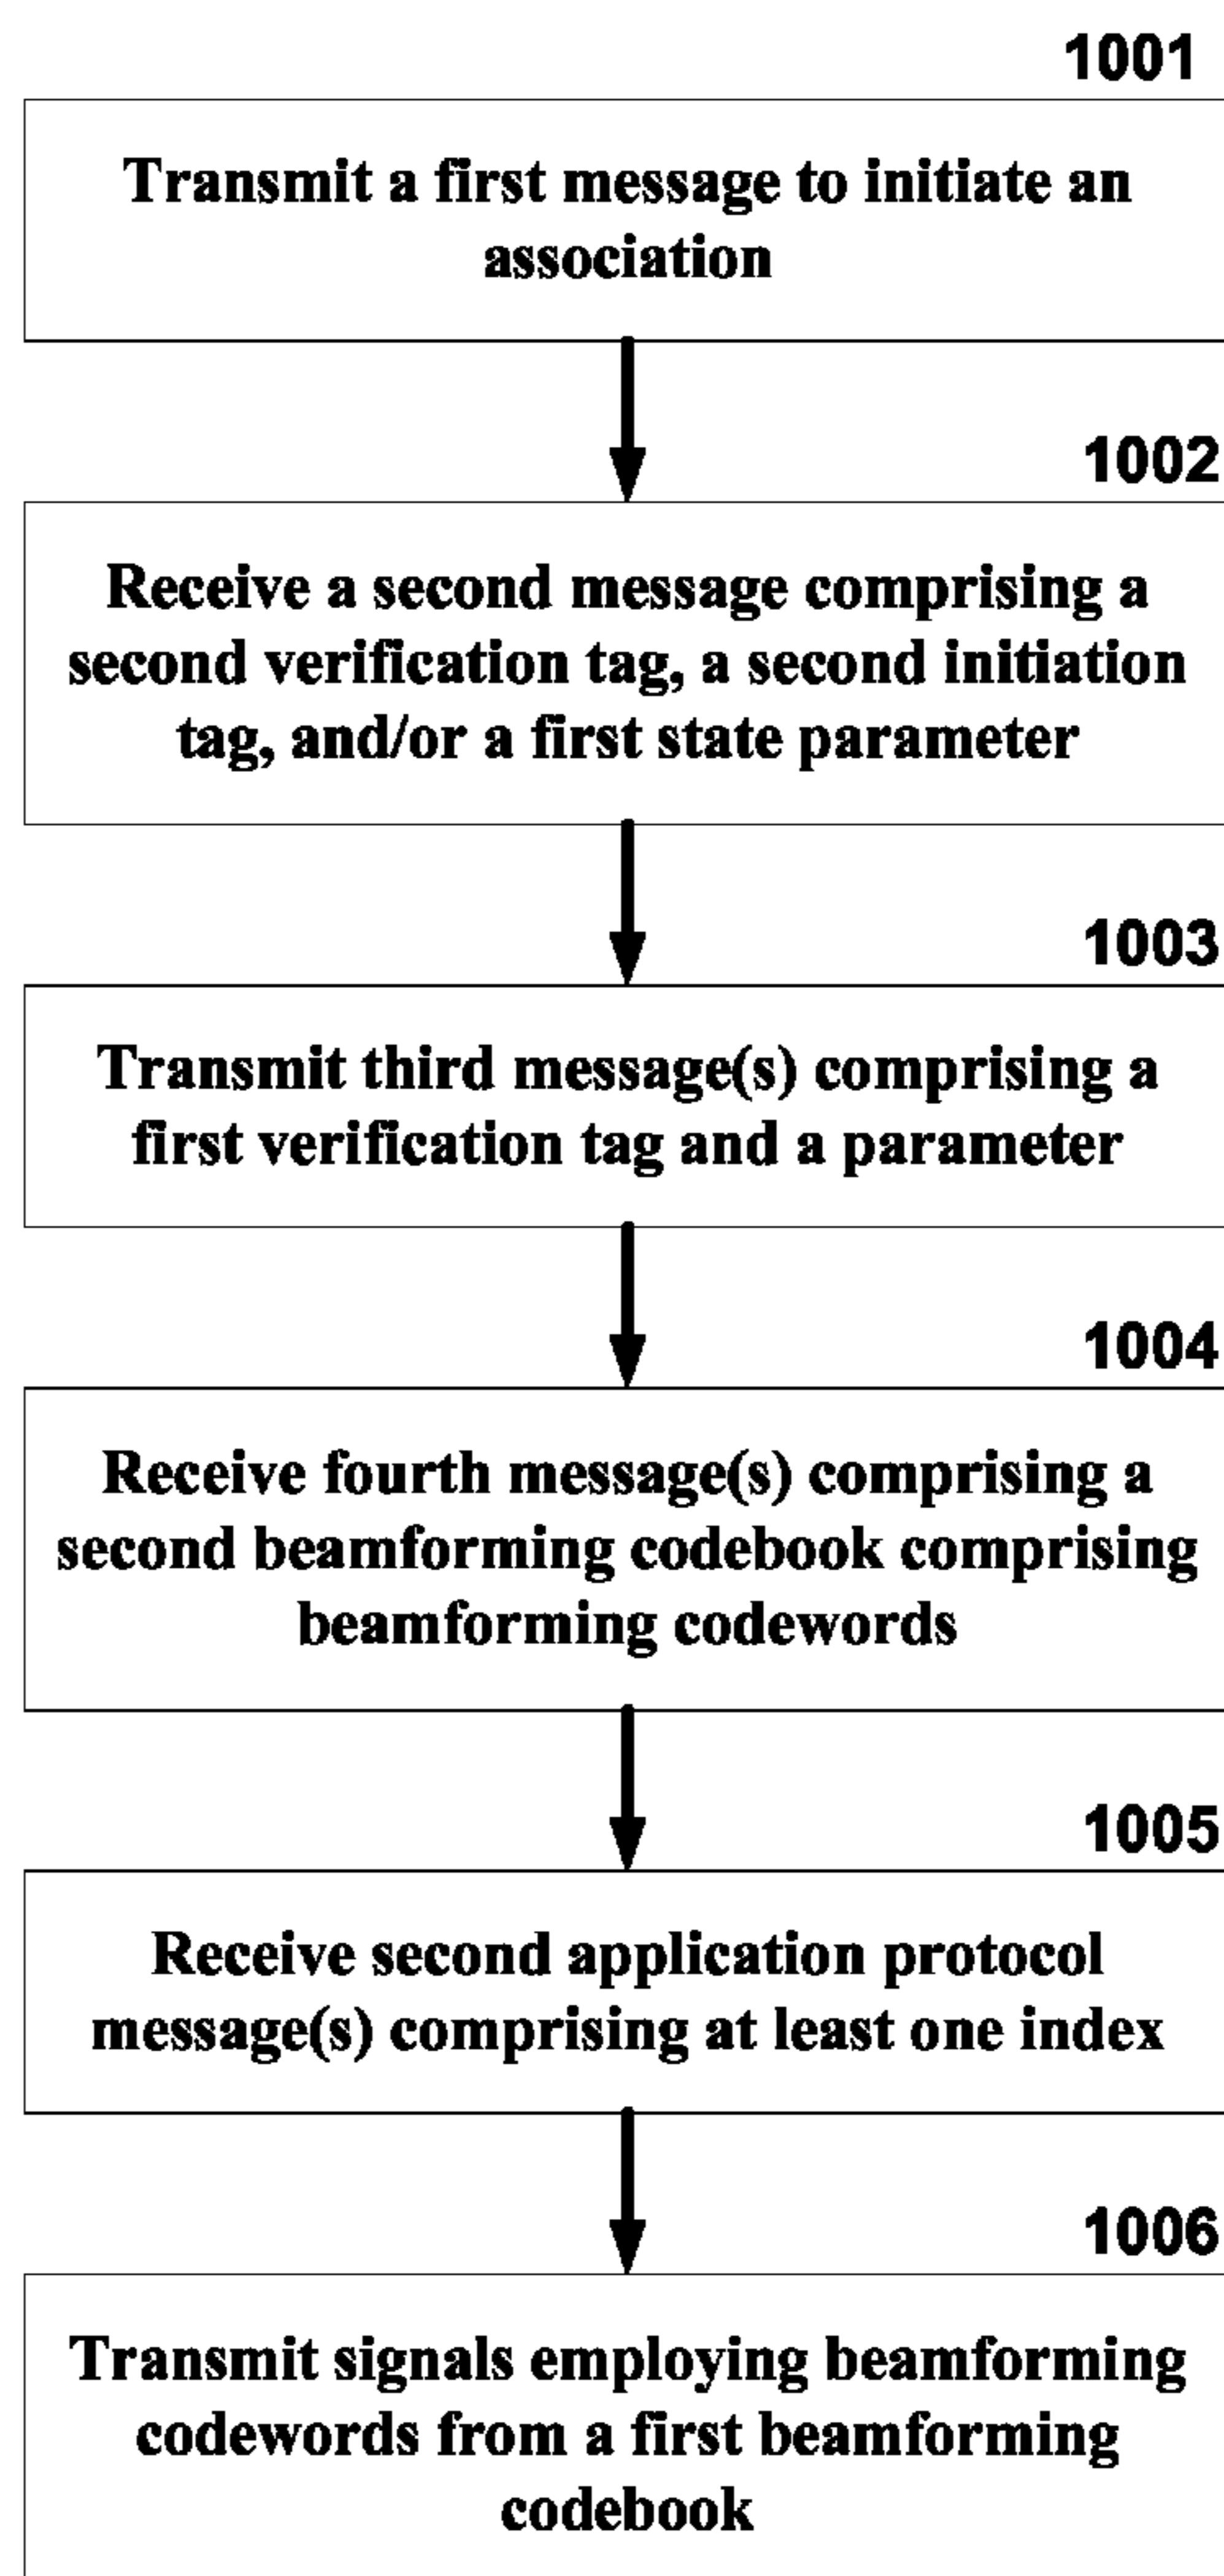 1001
Transmit a first message to initiate an
association
1002
Receive a second message comprising a
second verification tag, a second initiation
tag, and/or a first state parameter
1003
Transmit third message(s) comprising a
first verification tag and a parameter
1004
Receive fourth message(s) comprising a
second beamforming codebook comprising
beamforming codewords
1005
Receive second application protocol
message(s) comprising at least one index
1006
Transmit signals employing beamforming
codewords from a first beamforming
codebook